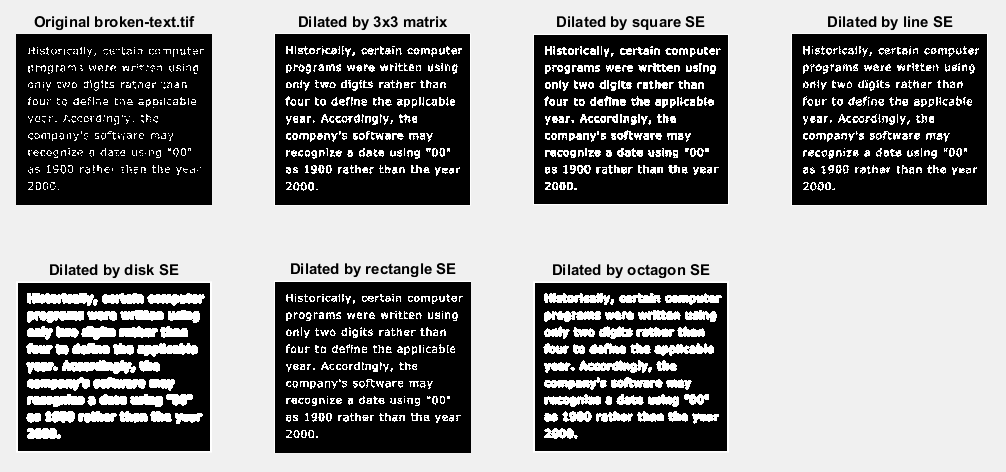 Original broken-text.tif
Historically, certain computer
programs were written using
only two digits rather than
four to define the applicable
year. Accordingly, the
company's software may
recognize a date using "00"
as 1900 rather than the year
2000.
Dilated by 3x3 matrix
Historically, certain computer
programs were written using
only two digits rather than
four to define the applicable
year. Accordingly, the
company's software may
recognize a date using "00"
as 1900 rather than the year
2000.
Dilated by square SE
Historically, certain computer
programs were written using
only two digits rather than
four to define the applicable
year. Accordingly, the
company's software may
recognize a date using "00"
as 1900 rather than the year
2000.
Dilated by line SE
Historically, certain computer
programs were written using
only two digits rather than
four to define the applicable
year. Accordingly, the
company's software may
recognize a date using "00"
as 1900 rather than the year
2000.
Dilated by disk SE
Historically, certain computer
programs were written using
only two digits rather than
four to define the applicable
year. Accordingly, the
company's software may
recognize a date using "00"
as 1900 rather than the year
2000.
Dilated by rectangle SE
Historically, certain computer
programs were written using
only two digits rather than
four to define the applicable
year. Accordingly, the
company's software may
recognize a date using "00"
as 1900 rather than the year
2000.
Dilated by octagon SE
Historically, certain computer
programs were written using
only two digits rather than
four to define the applicable
year. Accordingly, the
company's software may
recognize a date using "00"
as 1900 rather than the year
2000.